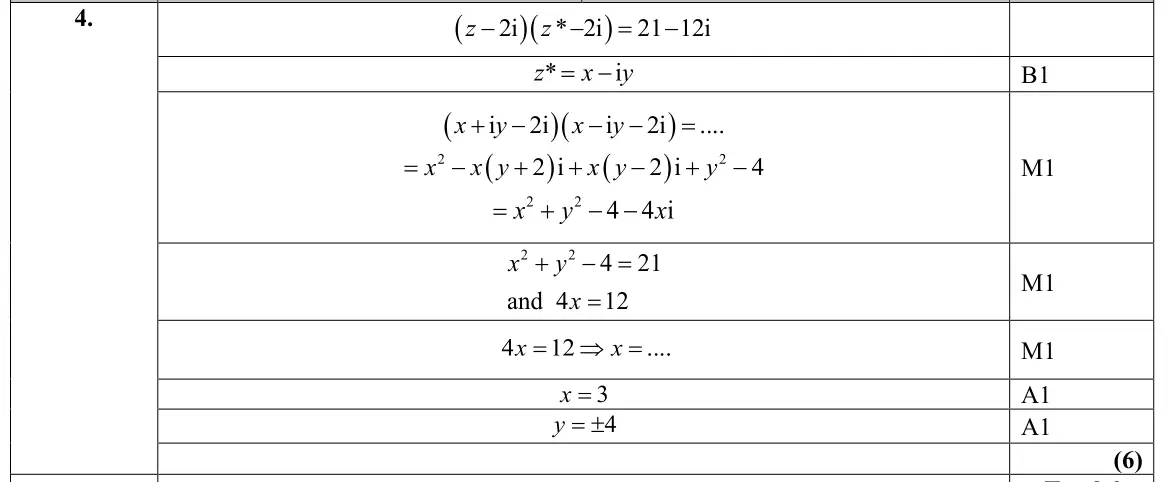 4.
(z − 2i)(z* − 2i) = 21 − 12i
z* = x − iy B1
(x + iy − 2i)(x − iy − 2i) = ....
= x² − x(y + 2)i + x(y − 2)i + y² − 4 M1
= x² + y² − 4 − 4xi
x² + y² − 4 = 21
and 4x = 12 M1
4x = 12 ⇒ x = .... M1
x = 3 A1
y = ±4 A1
(6)